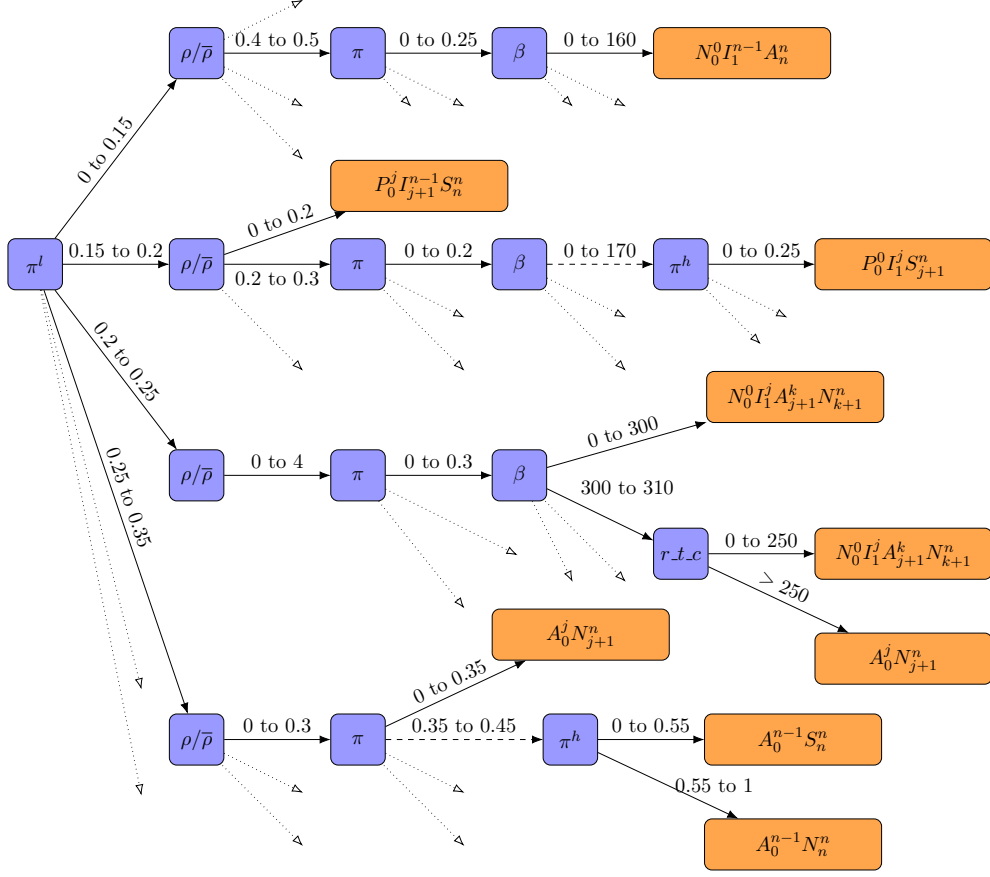 ρ/ρ̅ 0.4 to 0.5 π 0 to 0.25 β 0 to 160 N_0^0 I_1^{n-1} A_n^n
0 to 0.15
P_0^j I_{j+1}^{n-1} S_n^n
0 to 0.2
π^l 0.15 to 0.2 ρ/ρ̅ 0.2 to 0.3 π 0 to 0.2 β 0 to 170 π^h 0 to 0.25 P_0^0 I_1^j S_{j+1}^n
0.2 to 0.25
N_0^0 I_1^j A_{j+1}^k N_{k+1}^n
0 to 300
ρ/ρ̅ 0 to 4 π 0 to 0.3 β
300 to 310
0.25 to 0.35
r_t_c 0 to 250 N_0^0 I_1^j A_{j+1}^k N_{k+1}^n
> 250
A_0^j N_{j+1}^n
A_0^j N_{j+1}^n
0 to 0.35
ρ/ρ̅ 0 to 0.3 π 0.35 to 0.45 π^h 0 to 0.55 A_0^{n-1} S_n^n
0.55 to 1
A_0^{n-1} N_n^n